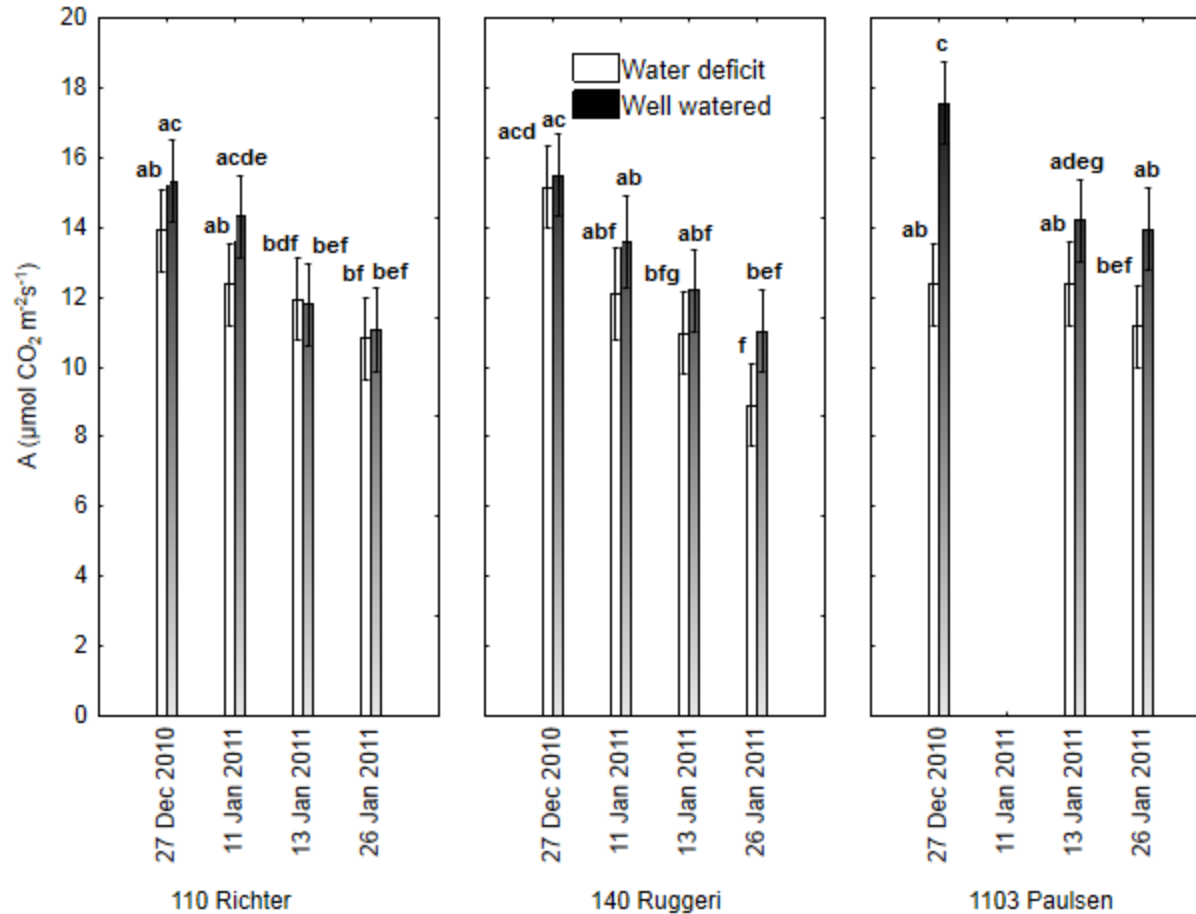 20
18
16
14
12
10
8
6
4
2
0
A (µmol CO₂ m⁻²s⁻¹)
Water deficit
Well watered
ab
ac
ab
acde
bdf
bef
bf
bef
acd
ac
abf
ab
bfg
abf
f
bef
ab
c
ab
adeg
bef
ab
27 Dec 2010
11 Jan 2011
13 Jan 2011
26 Jan 2011
27 Dec 2010
11 Jan 2011
13 Jan 2011
26 Jan 2011
27 Dec 2010
11 Jan 2011
13 Jan 2011
26 Jan 2011
110 Richter
140 Ruggeri
1103 Paulsen